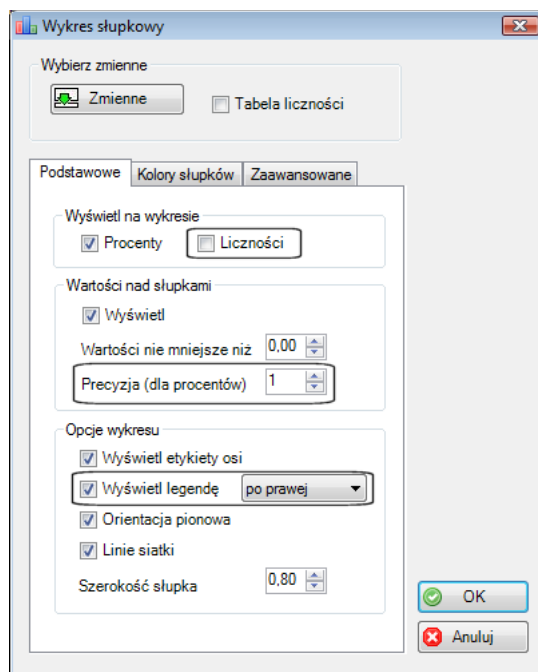 Wykres słupkowy
Wybierz zmienne
Zmienne
Tabela liczności
Podstawowe Kolory słupków Zaawansowane
Wyświetl na wykresie
Procenty Liczności
Wartości nad słupkami
Wyświetl
Wartości nie mniejsze niż 0,00
Precyzja (dla procentów) 1
Opcje wykresu
Wyświetl etykiety osi
Wyświetl legendę po prawej
Orientacja pionowa
Linie siatki
Szerokość słupka 0,80
OK
Anuluj